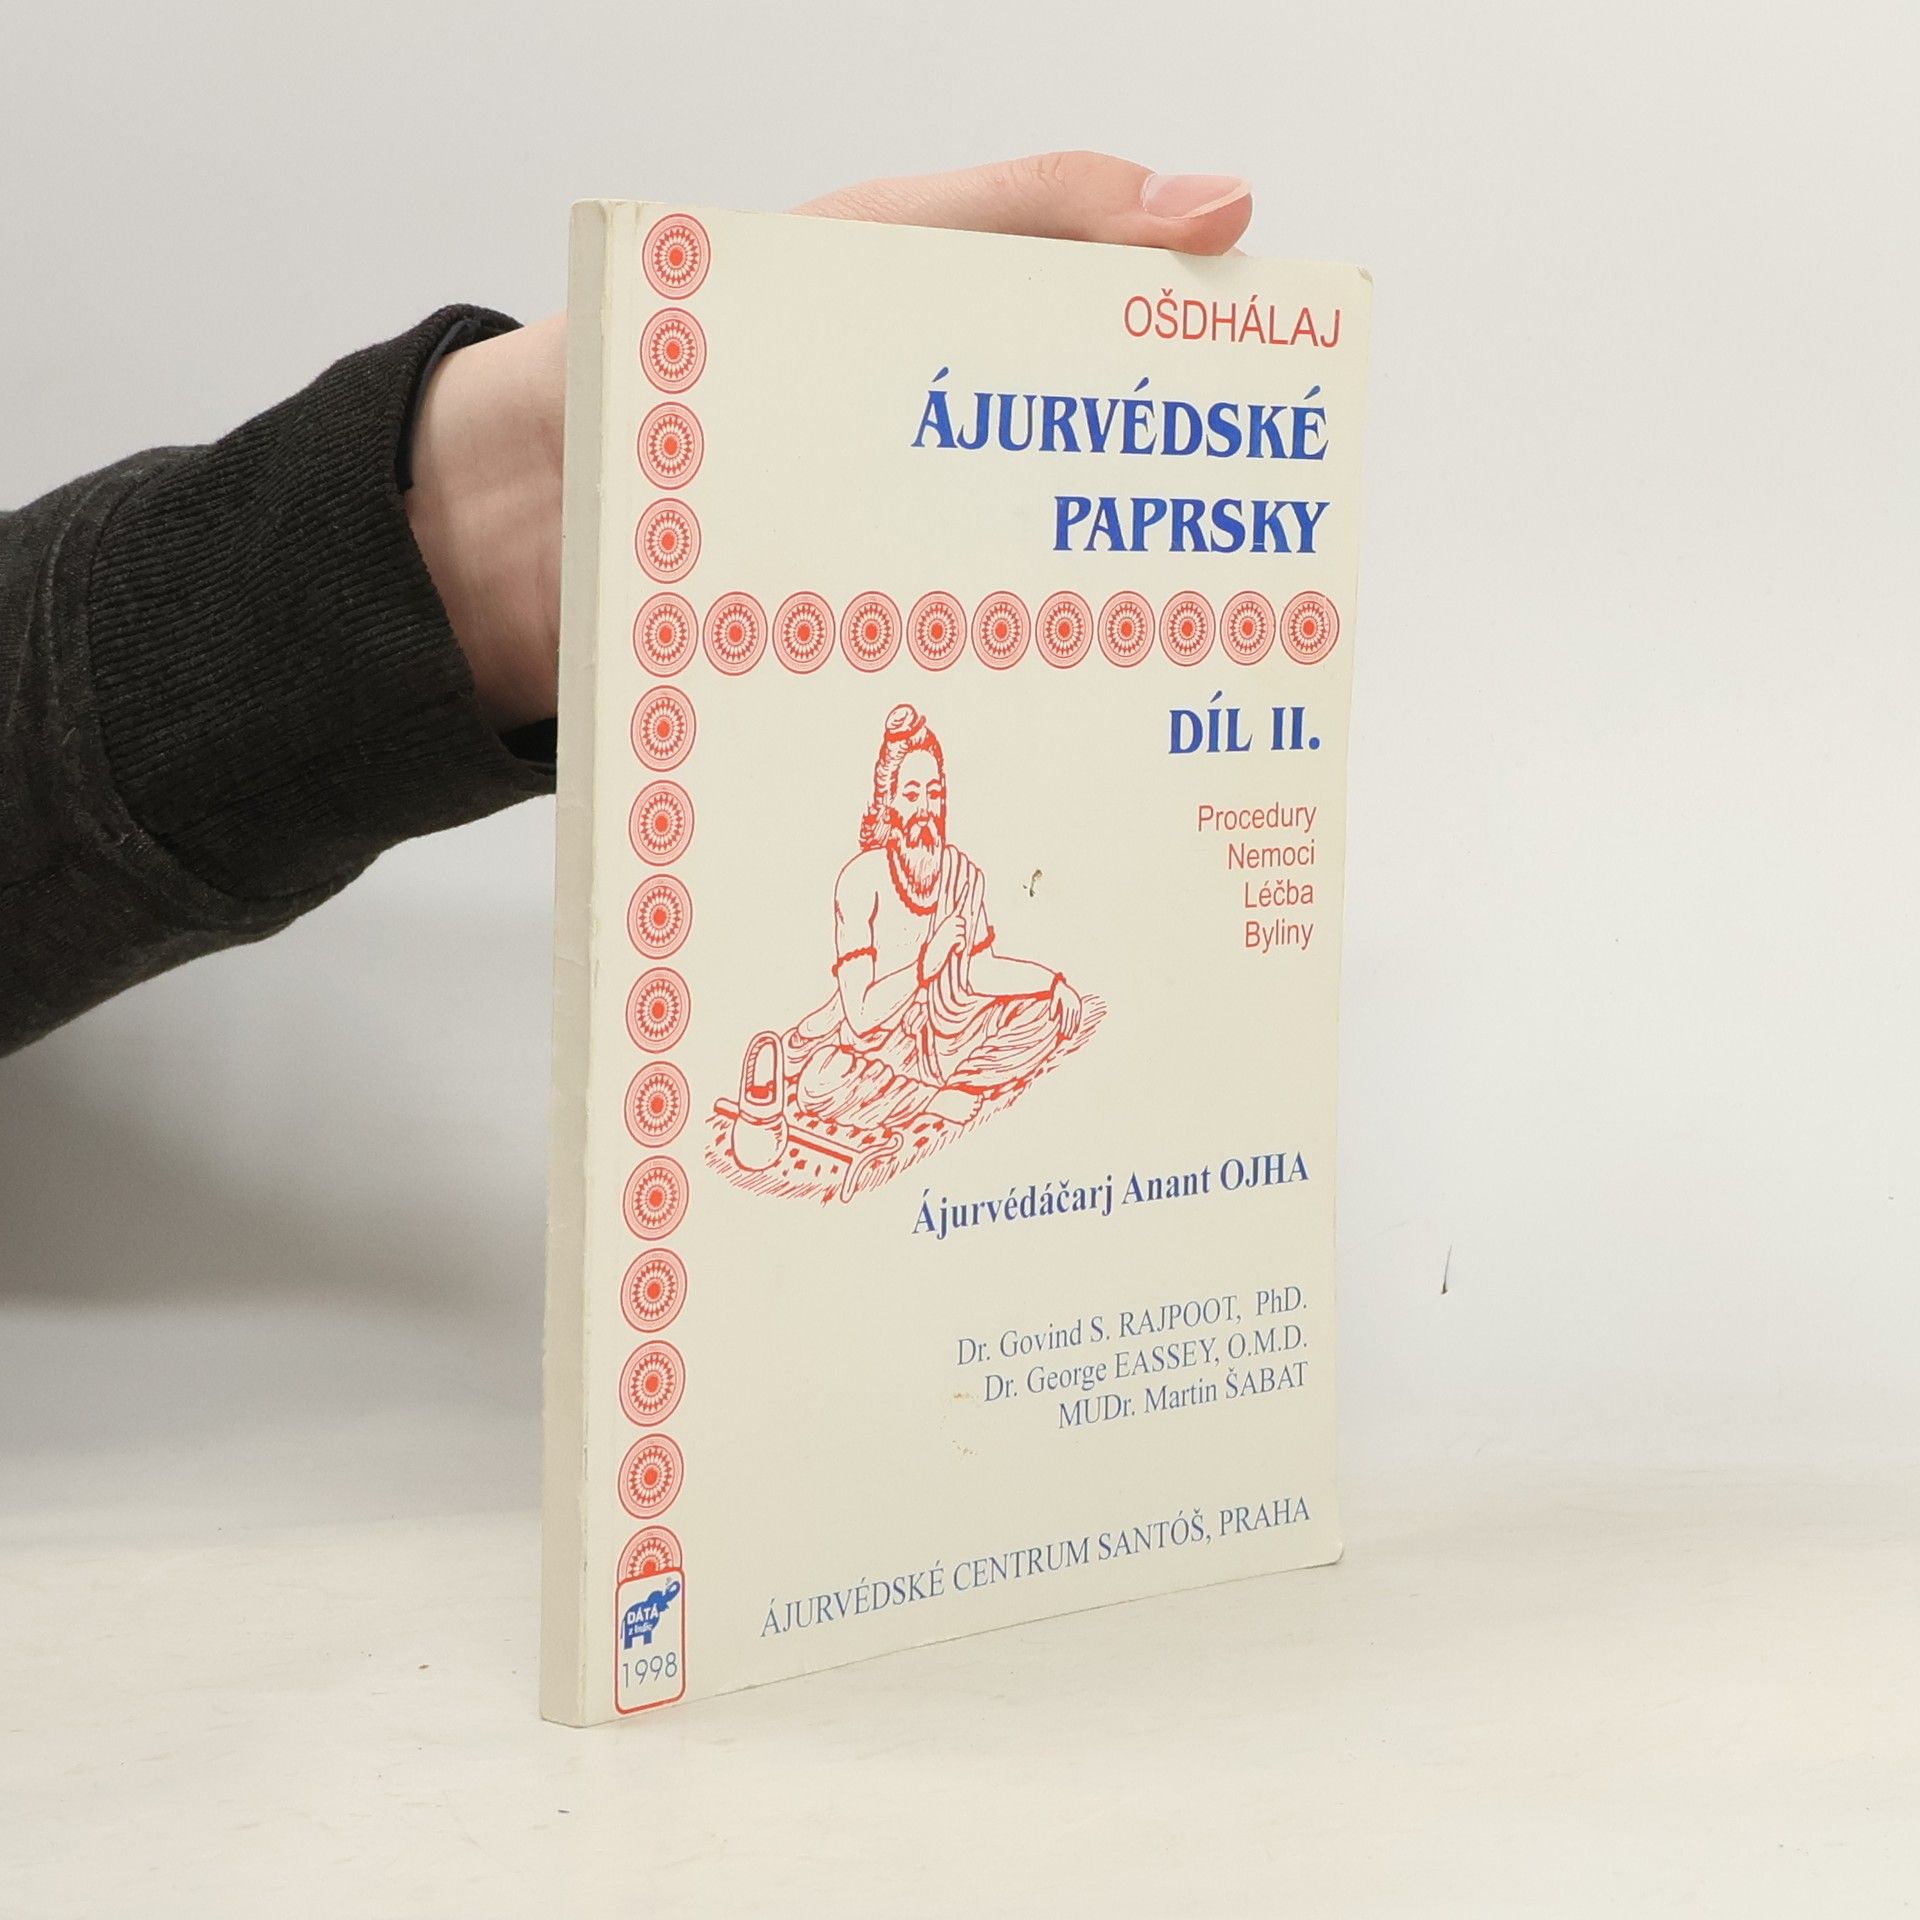 OŠDHÁLAJ
ÁJURVÉDSKÉ
PAPRSKY
DÍL II.
Procedury
Nemoci
Léčba
Byliny
Ájurvédáčarj Anant OJHA
Dr. Govind S. RAJPOOT, PhD.
Dr. George EASSEY, O.M.D.
MUDr. Martin ŠABAT
ÁJURVÉDSKÉ CENTRUM SANTÓŠ, PRAHA
DÁTÁ
z Indie
1998